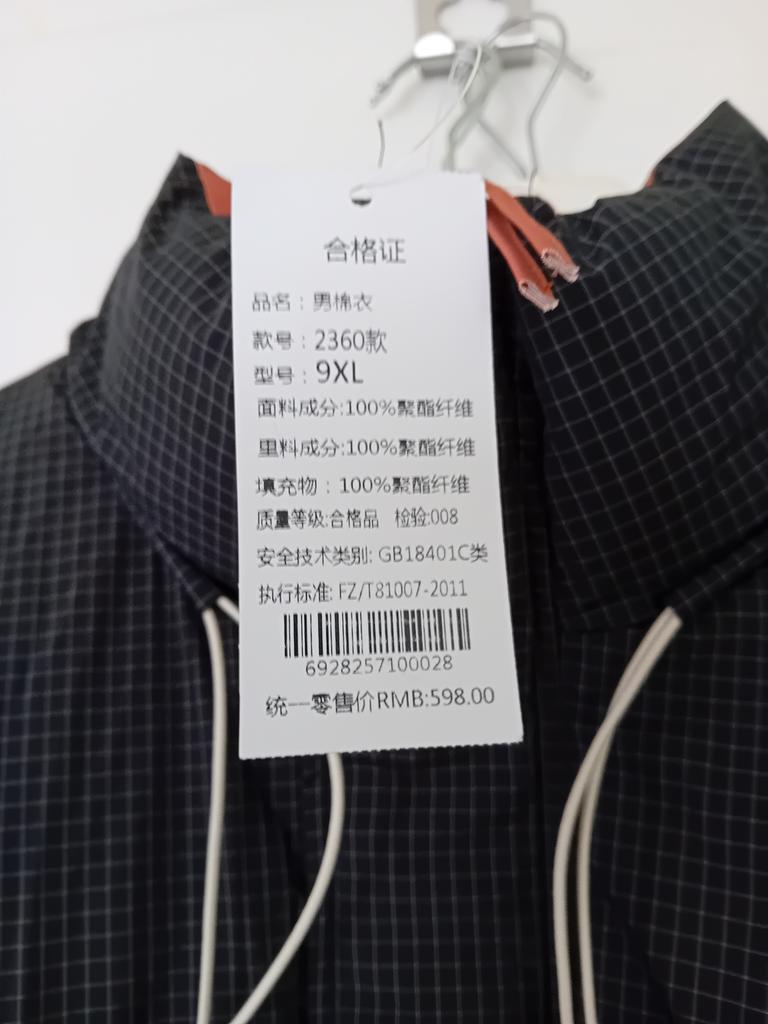 合格证
品名：男棉衣
款号：2360款
型号：9XL
面料成分:100%聚酯纤维
里料成分:100%聚酯纤维
填充物：100%聚酯纤维
质量等级:合格品 检验:008
安全技术类别: GB18401C类
执行标准: FZ/T81007-2011
6928257100028
统一零售价RMB:598.00